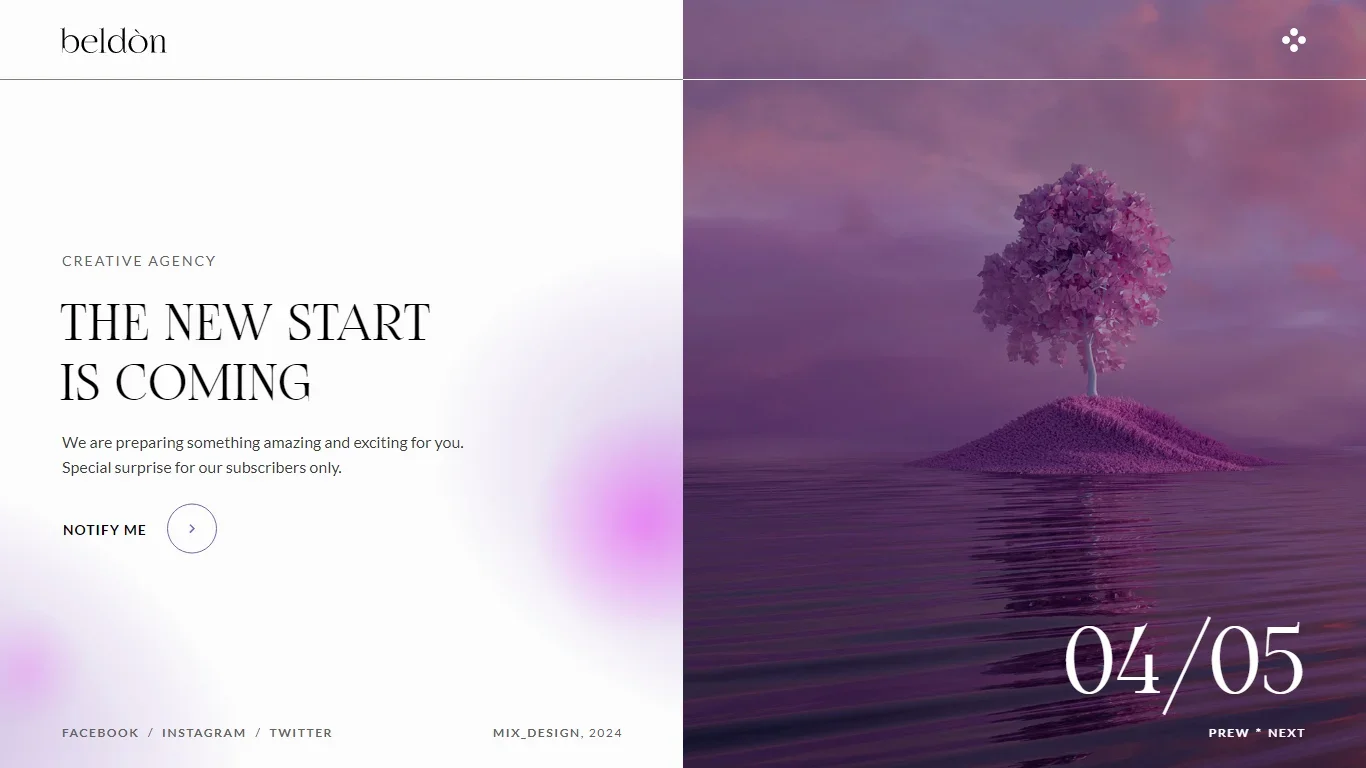 beldòn
CREATIVE AGENCY
THE NEW START
IS COMING
We are preparing something amazing and exciting for you.
Special surprise for our subscribers only.
NOTIFY ME
FACEBOOK / INSTAGRAM / TWITTER
MIX_DESIGN, 2024
04/05
PREW * NEXT